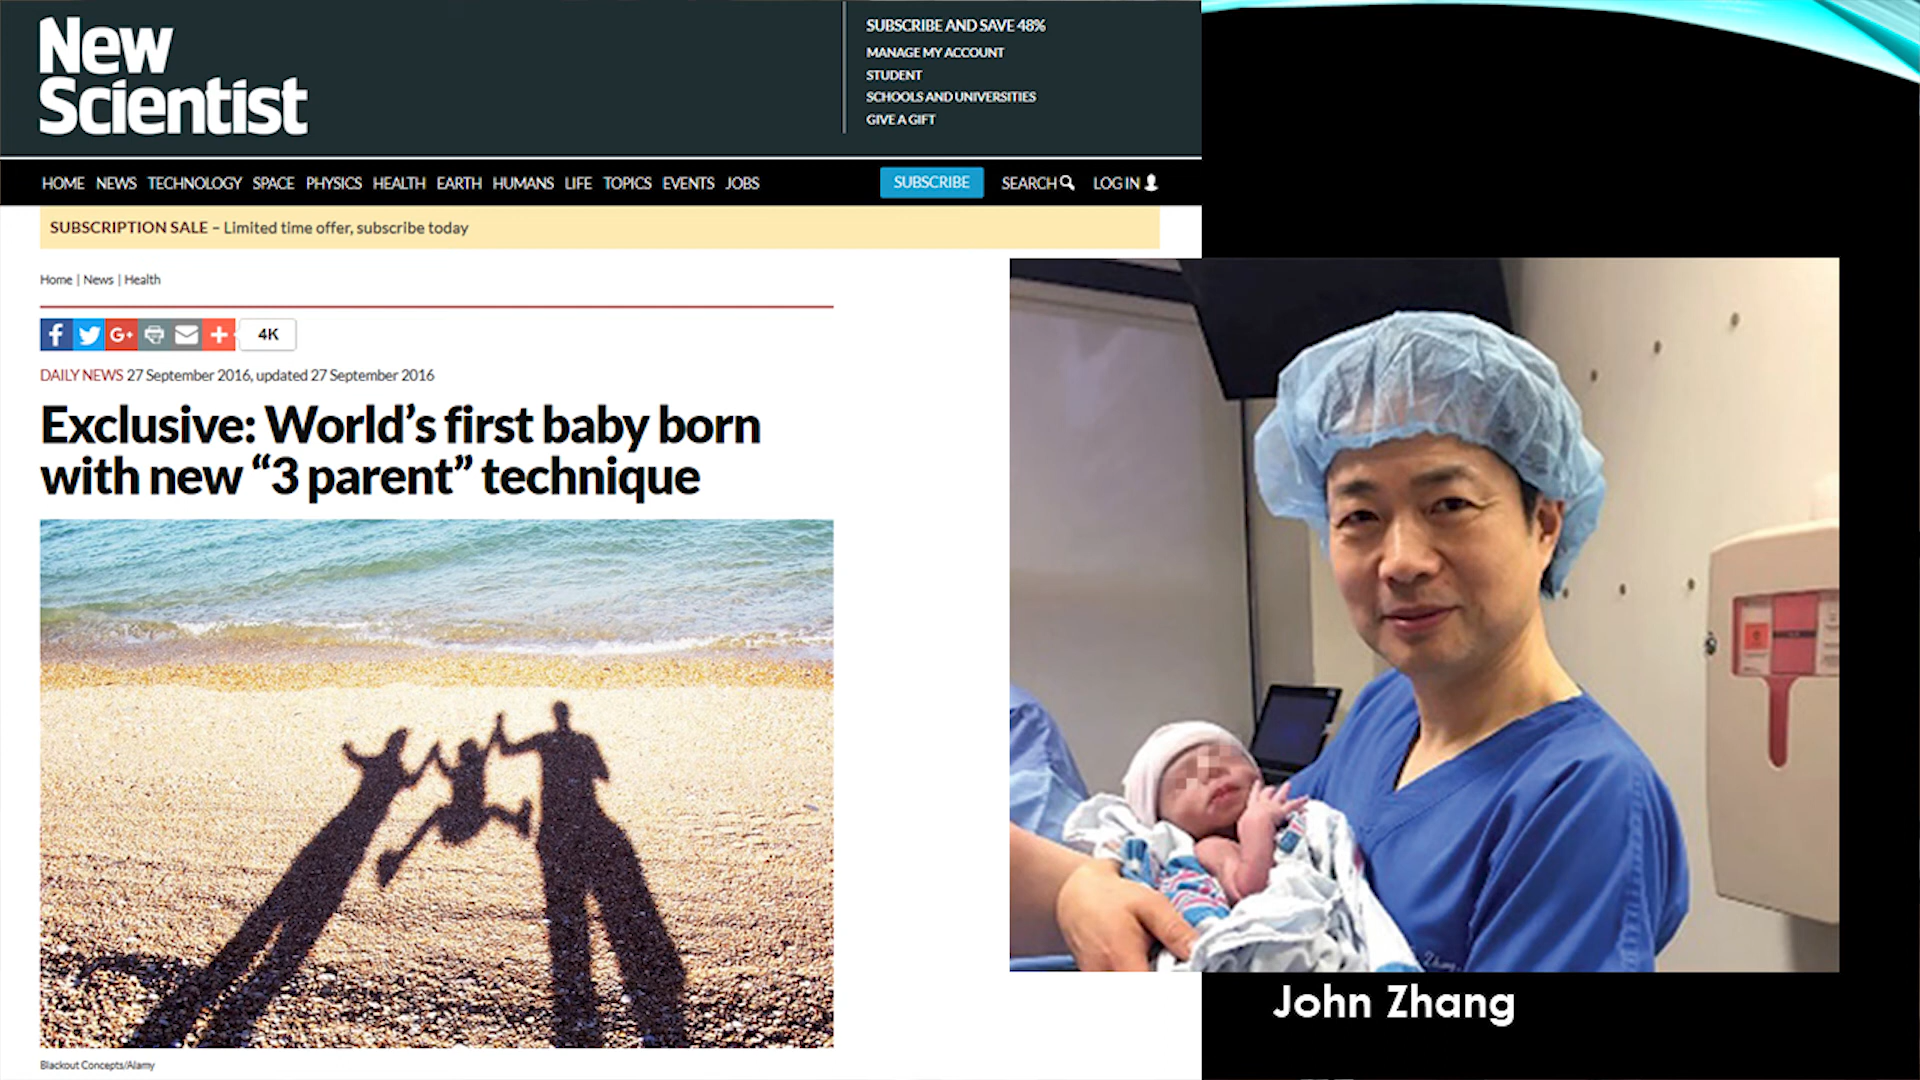 New
Scientist
SUBSCRIBE AND SAVE 48%
MANAGE MY ACCOUNT
STUDENT
SCHOOLS AND UNIVERSITIES
GIVE A GIFT
HOME NEWS TECHNOLOGY SPACE PHYSICS HEALTH EARTH HUMANS LIFE TOPICS EVENTS JOBS SUBSCRIBE SEARCH LOG IN
SUBSCRIPTION SALE – Limited time offer, subscribe today
Home | News | Health
f G+ + 4K
DAILY NEWS 27 September 2016, updated 27 September 2016
Exclusive: World’s first baby born
with new “3 parent” technique
Blackout Concepts/Alamy
John Zhang